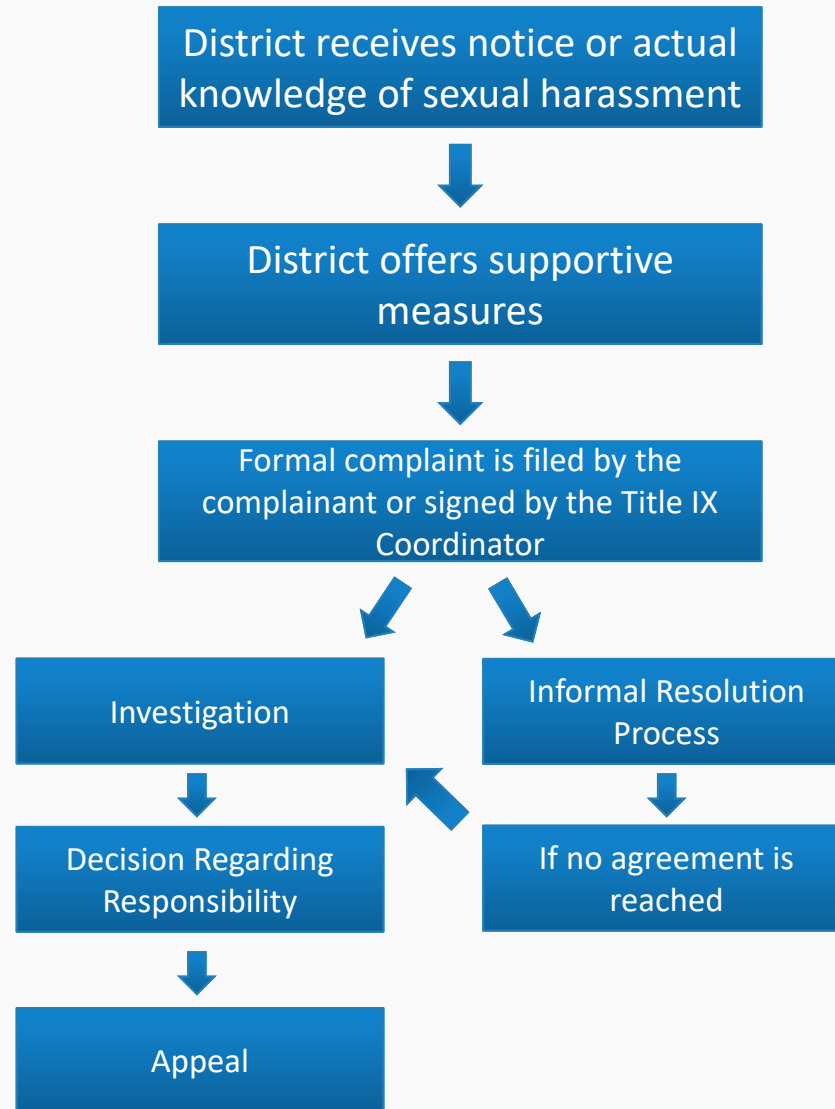 District receives notice or actual
knowledge of sexual harassment
District offers supportive
measures
Formal complaint is filed by the
complainant or signed by the Title IX
Coordinator
Investigation
Informal Resolution
Process
Decision Regarding
Responsibility
If no agreement is
reached
Appeal